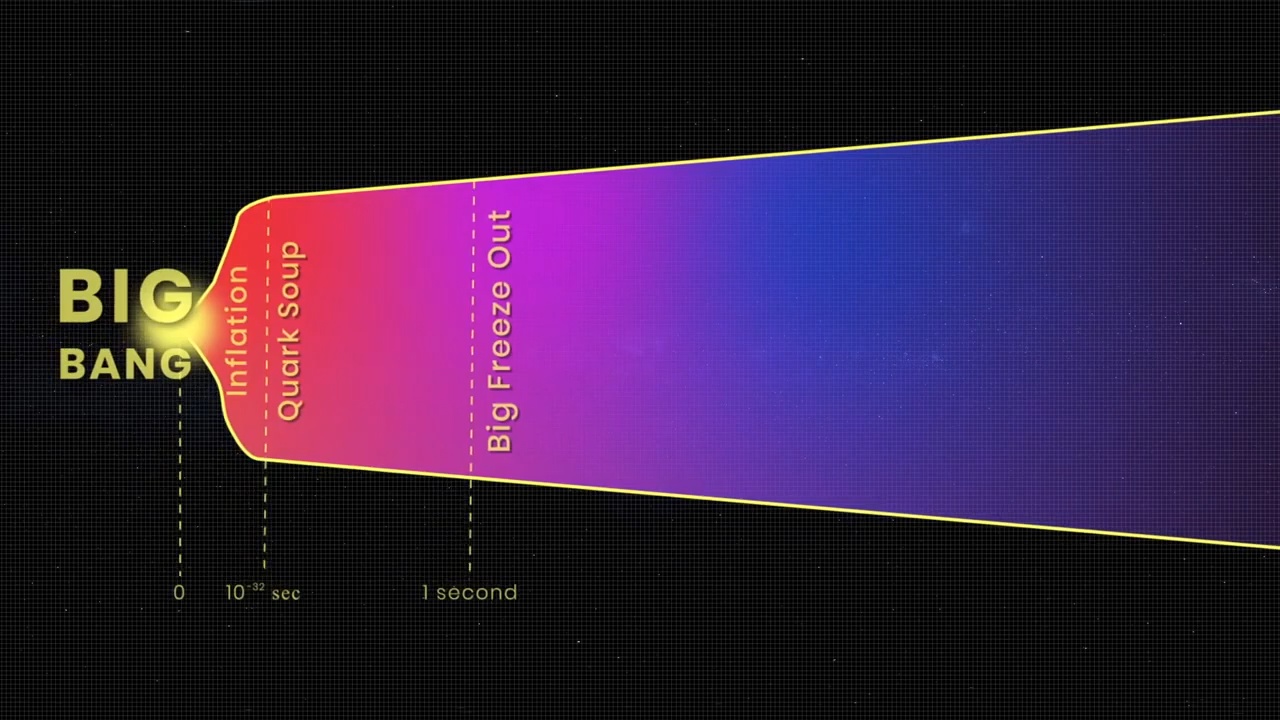 BIG
BANG
Inflation
Quark Soup
Big Freeze Out
0
10⁻³² sec
1 second